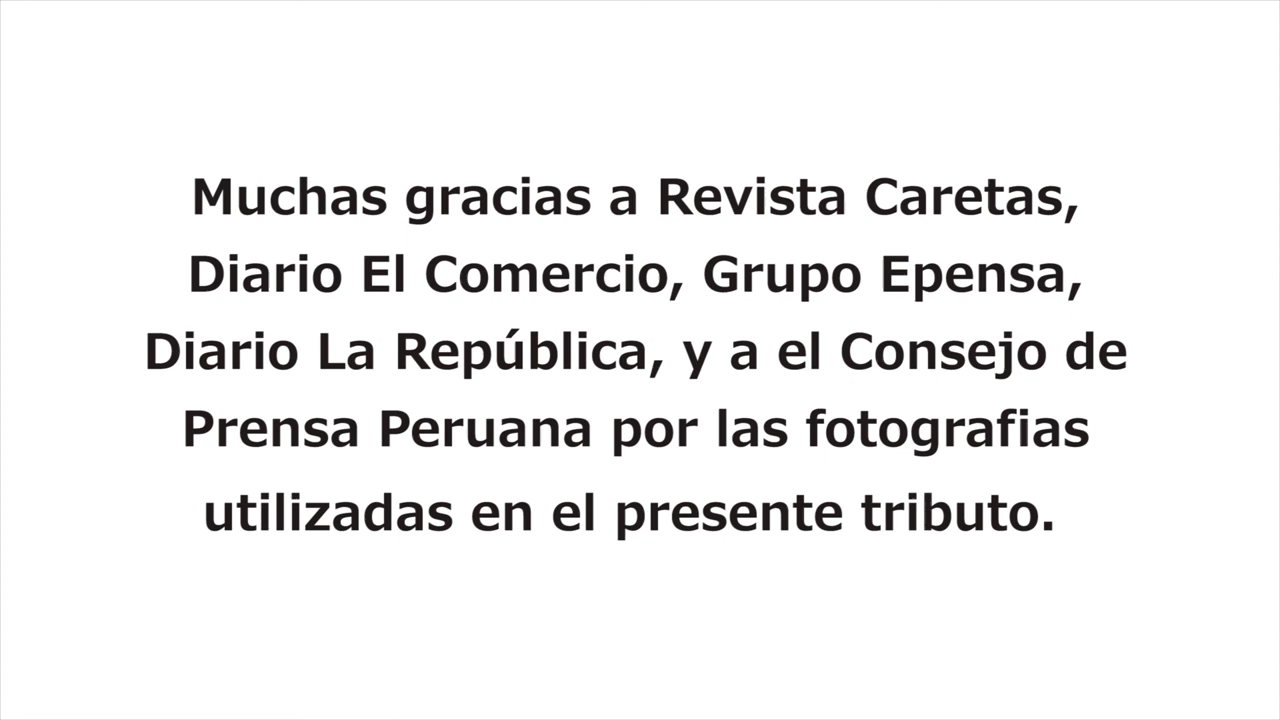 Muchas gracias a Revista Caretas,
Diario El Comercio, Grupo Epensa,
Diario La República, y a el Consejo de
Prensa Peruana por las fotografias
utilizadas en el presente tributo.